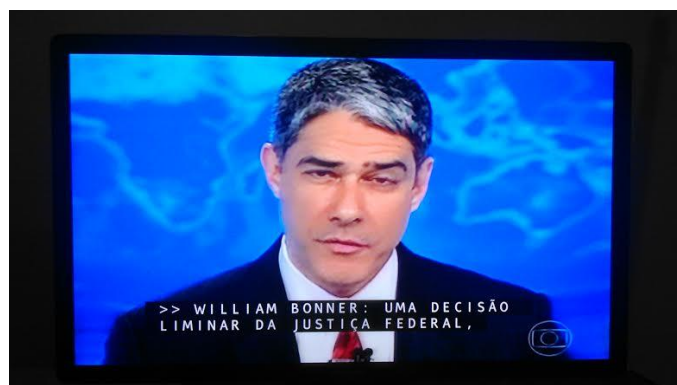 >> WILLIAM BONNER: UMA DECISÃO
LIMINAR DA JUSTIÇA FEDERAL,